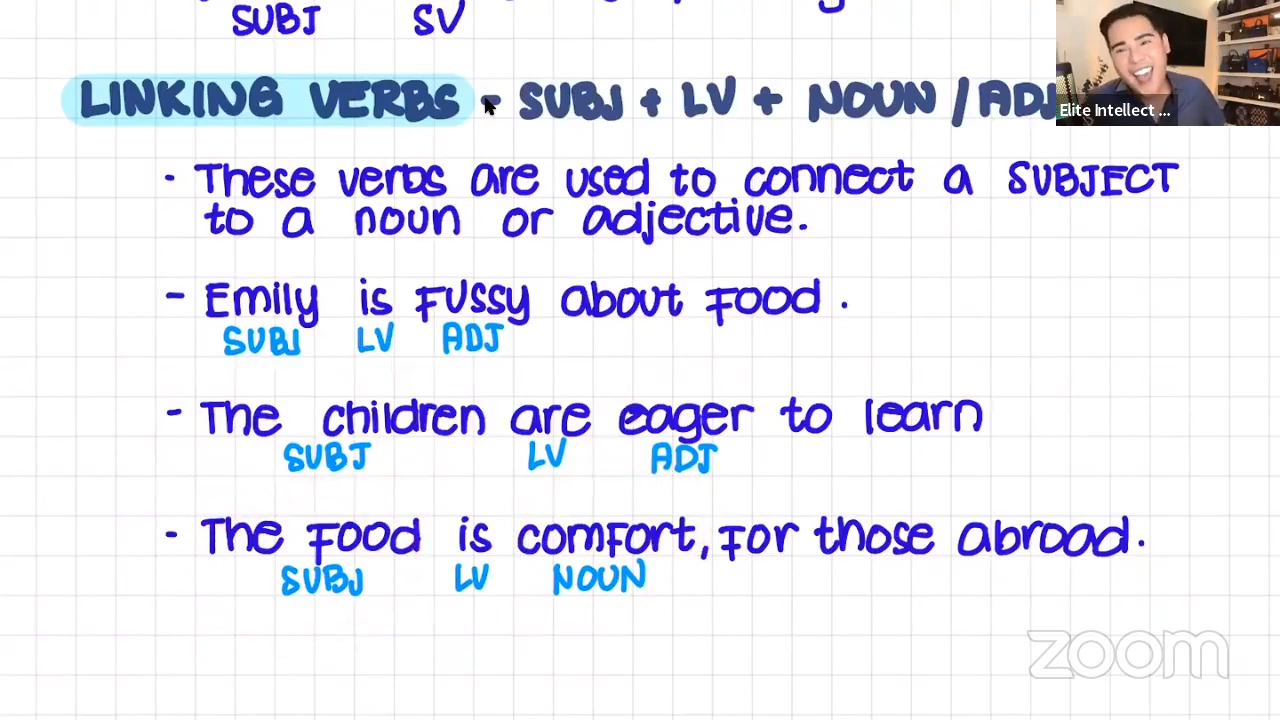 SUBJ SV
LINKING VERBS - SUBJ + LV + NOUN / ADJ
Elite Intellect ...
· These verbs are used to connect a SUBJECT
to a noun or adjective.
- Emily is fussy about food.
SUBJ LV ADJ
- The children are eager to learn
SUBJ LV ADJ
- The food is comfort, for those abroad.
SUBJ LV NOUN
zoom